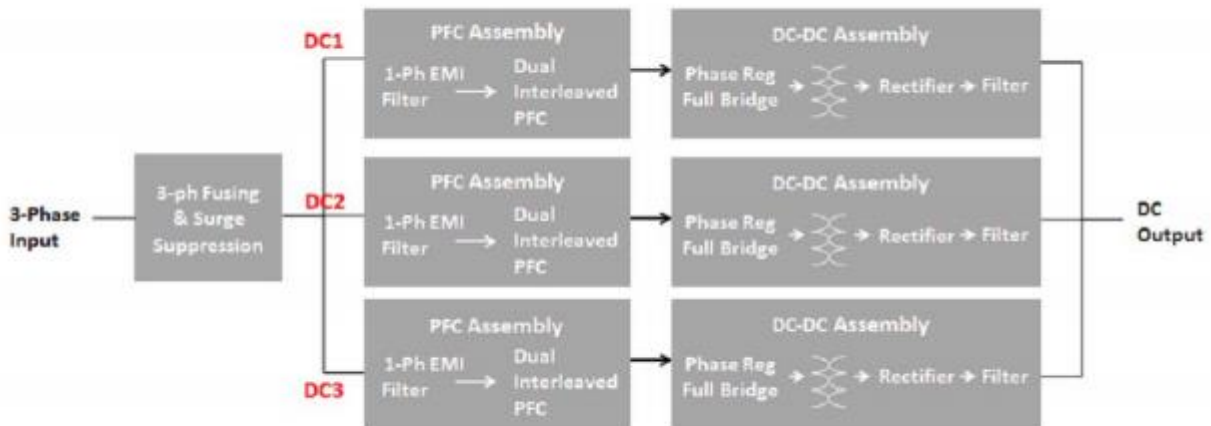 DC1
PFC Assembly
1-Ph EMI
Filter
Dual
Interleaved
PFC
DC-DC Assembly
Phase Reg
Full Bridge
Rectifier
Filter
3-Phase
Input
3-ph Fusing
& Surge
Suppression
DC2
PFC Assembly
1-Ph EMI
Filter
Dual
Interleaved
PFC
DC-DC Assembly
Phase Reg
Full Bridge
Rectifier
Filter
DC
Output
DC3
PFC Assembly
1-Ph EMI
Filter
Dual
Interleaved
PFC
DC-DC Assembly
Phase Reg
Full Bridge
Rectifier
Filter